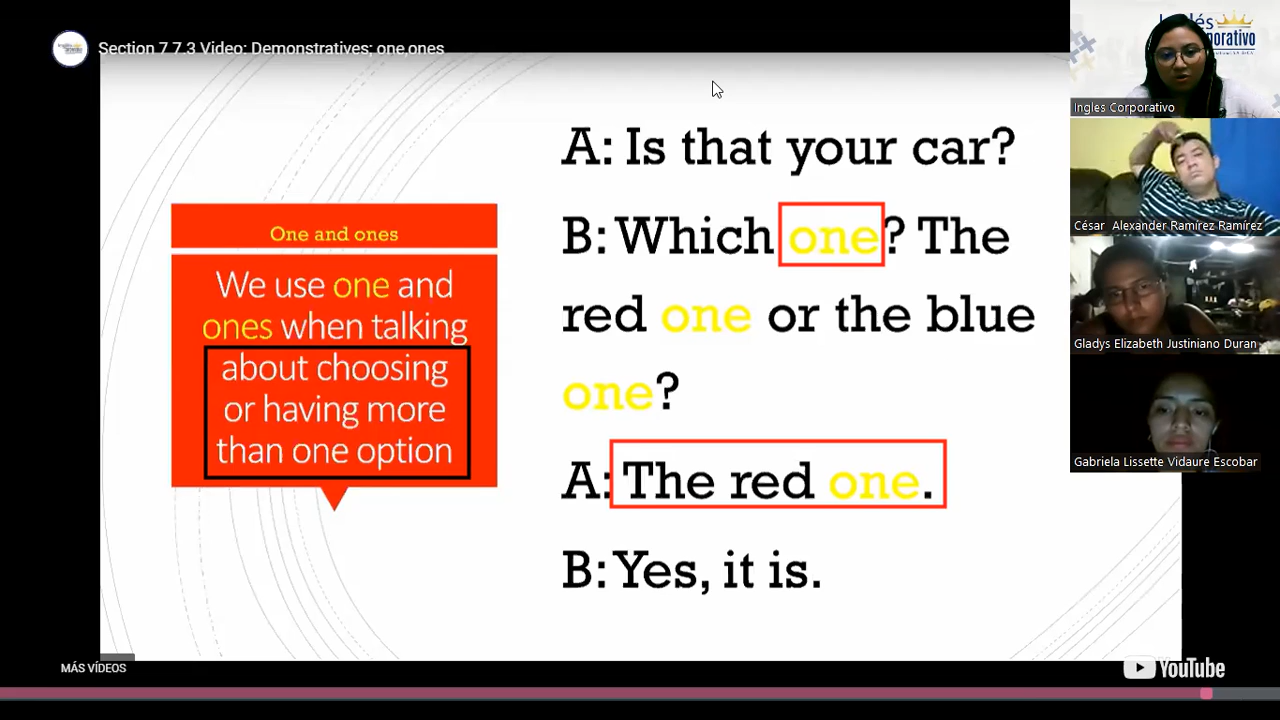 Section 7 7.3 Video: Demonstratives; one,ones
One and ones
We use one and
ones when talking
about choosing
or having more
than one option
A: Is that your car?
B: Which one? The
red one or the blue
one?
A: The red one.
B: Yes, it is.
MÁS VÍDEOS
YouTube
Ingles Corporativo
César Alexander Ramírez Ramírez
Gladys Elizabeth Justiniano Duran
Gabriela Lissette Vidaure Escobar